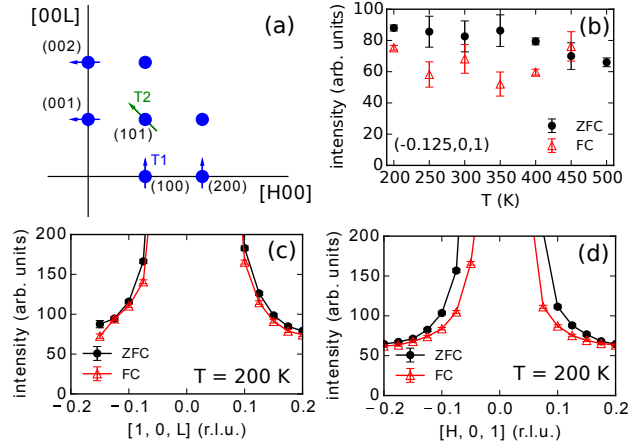 [00L]
(a)
(002)
(001)
T2
(101)
T1
(100)
(200)
[H00]
intensity (arb. units)
100
80
60
40
20
0
(b)
(-0.125,0,1)
ZFC
FC
200 250 300 350 400 450 500
T (K)
intensity (arb. units)
200
150
100
50
0
(c)
ZFC
FC
T = 200 K
−0.2 −0.1 0.0 0.1 0.2
[1, 0, L] (r.l.u.)
intensity (arb. units)
200
150
100
50
0
(d)
ZFC
FC
T = 200 K
−0.2 −0.1 0.0 0.1 0.2
[H, 0, 1] (r.l.u.)